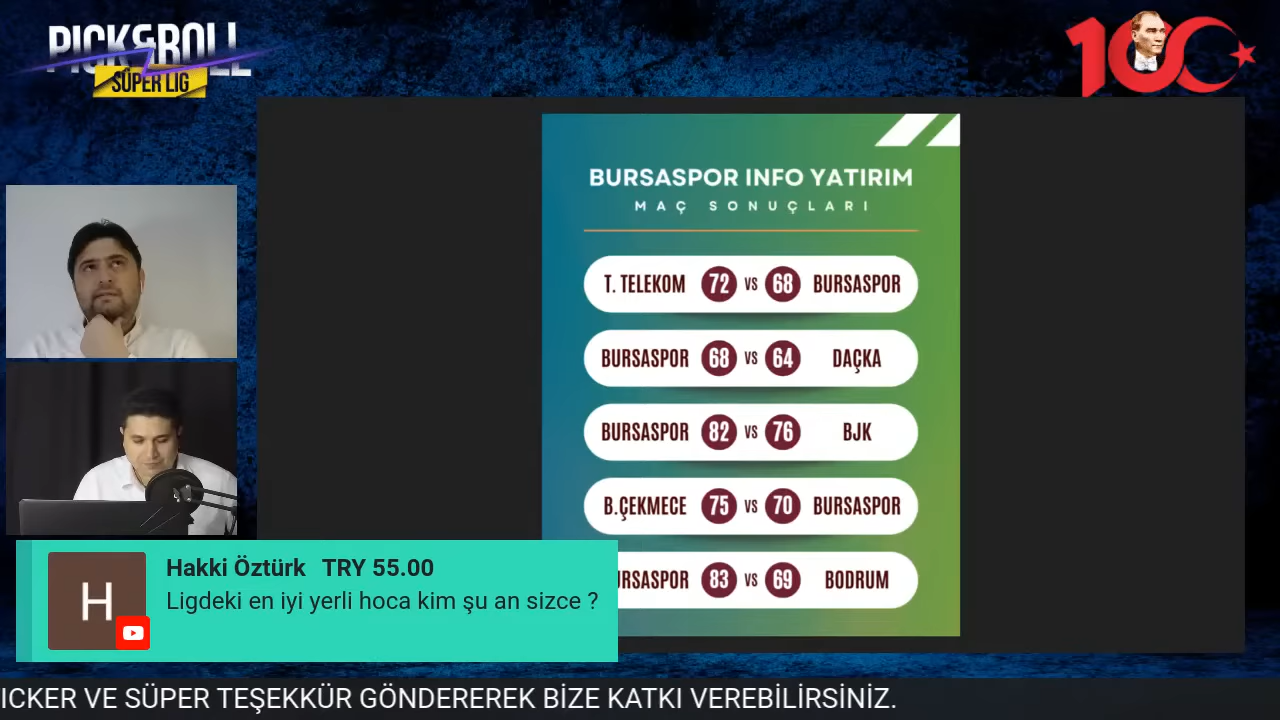 PICK&ROLL
SÜPER LIG
100
BURSASPOR INFO YATIRIM
MAÇ SONUÇLARI
T. TELEKOM 72 VS 68 BURSASPOR
BURSASPOR 68 VS 64 DAÇKA
BURSASPOR 82 VS 76 BJK
B.ÇEKMECE 75 VS 70 BURSASPOR
URSASPOR 83 VS 69 BODRUM
H
Hakki Öztürk TRY 55.00
Ligdeki en iyi yerli hoca kim şu an sizce ?
ICKER VE SÜPER TEŞEKKÜR GÖNDEREREK BİZE KATKI VEREBİLİRSİNİZ.